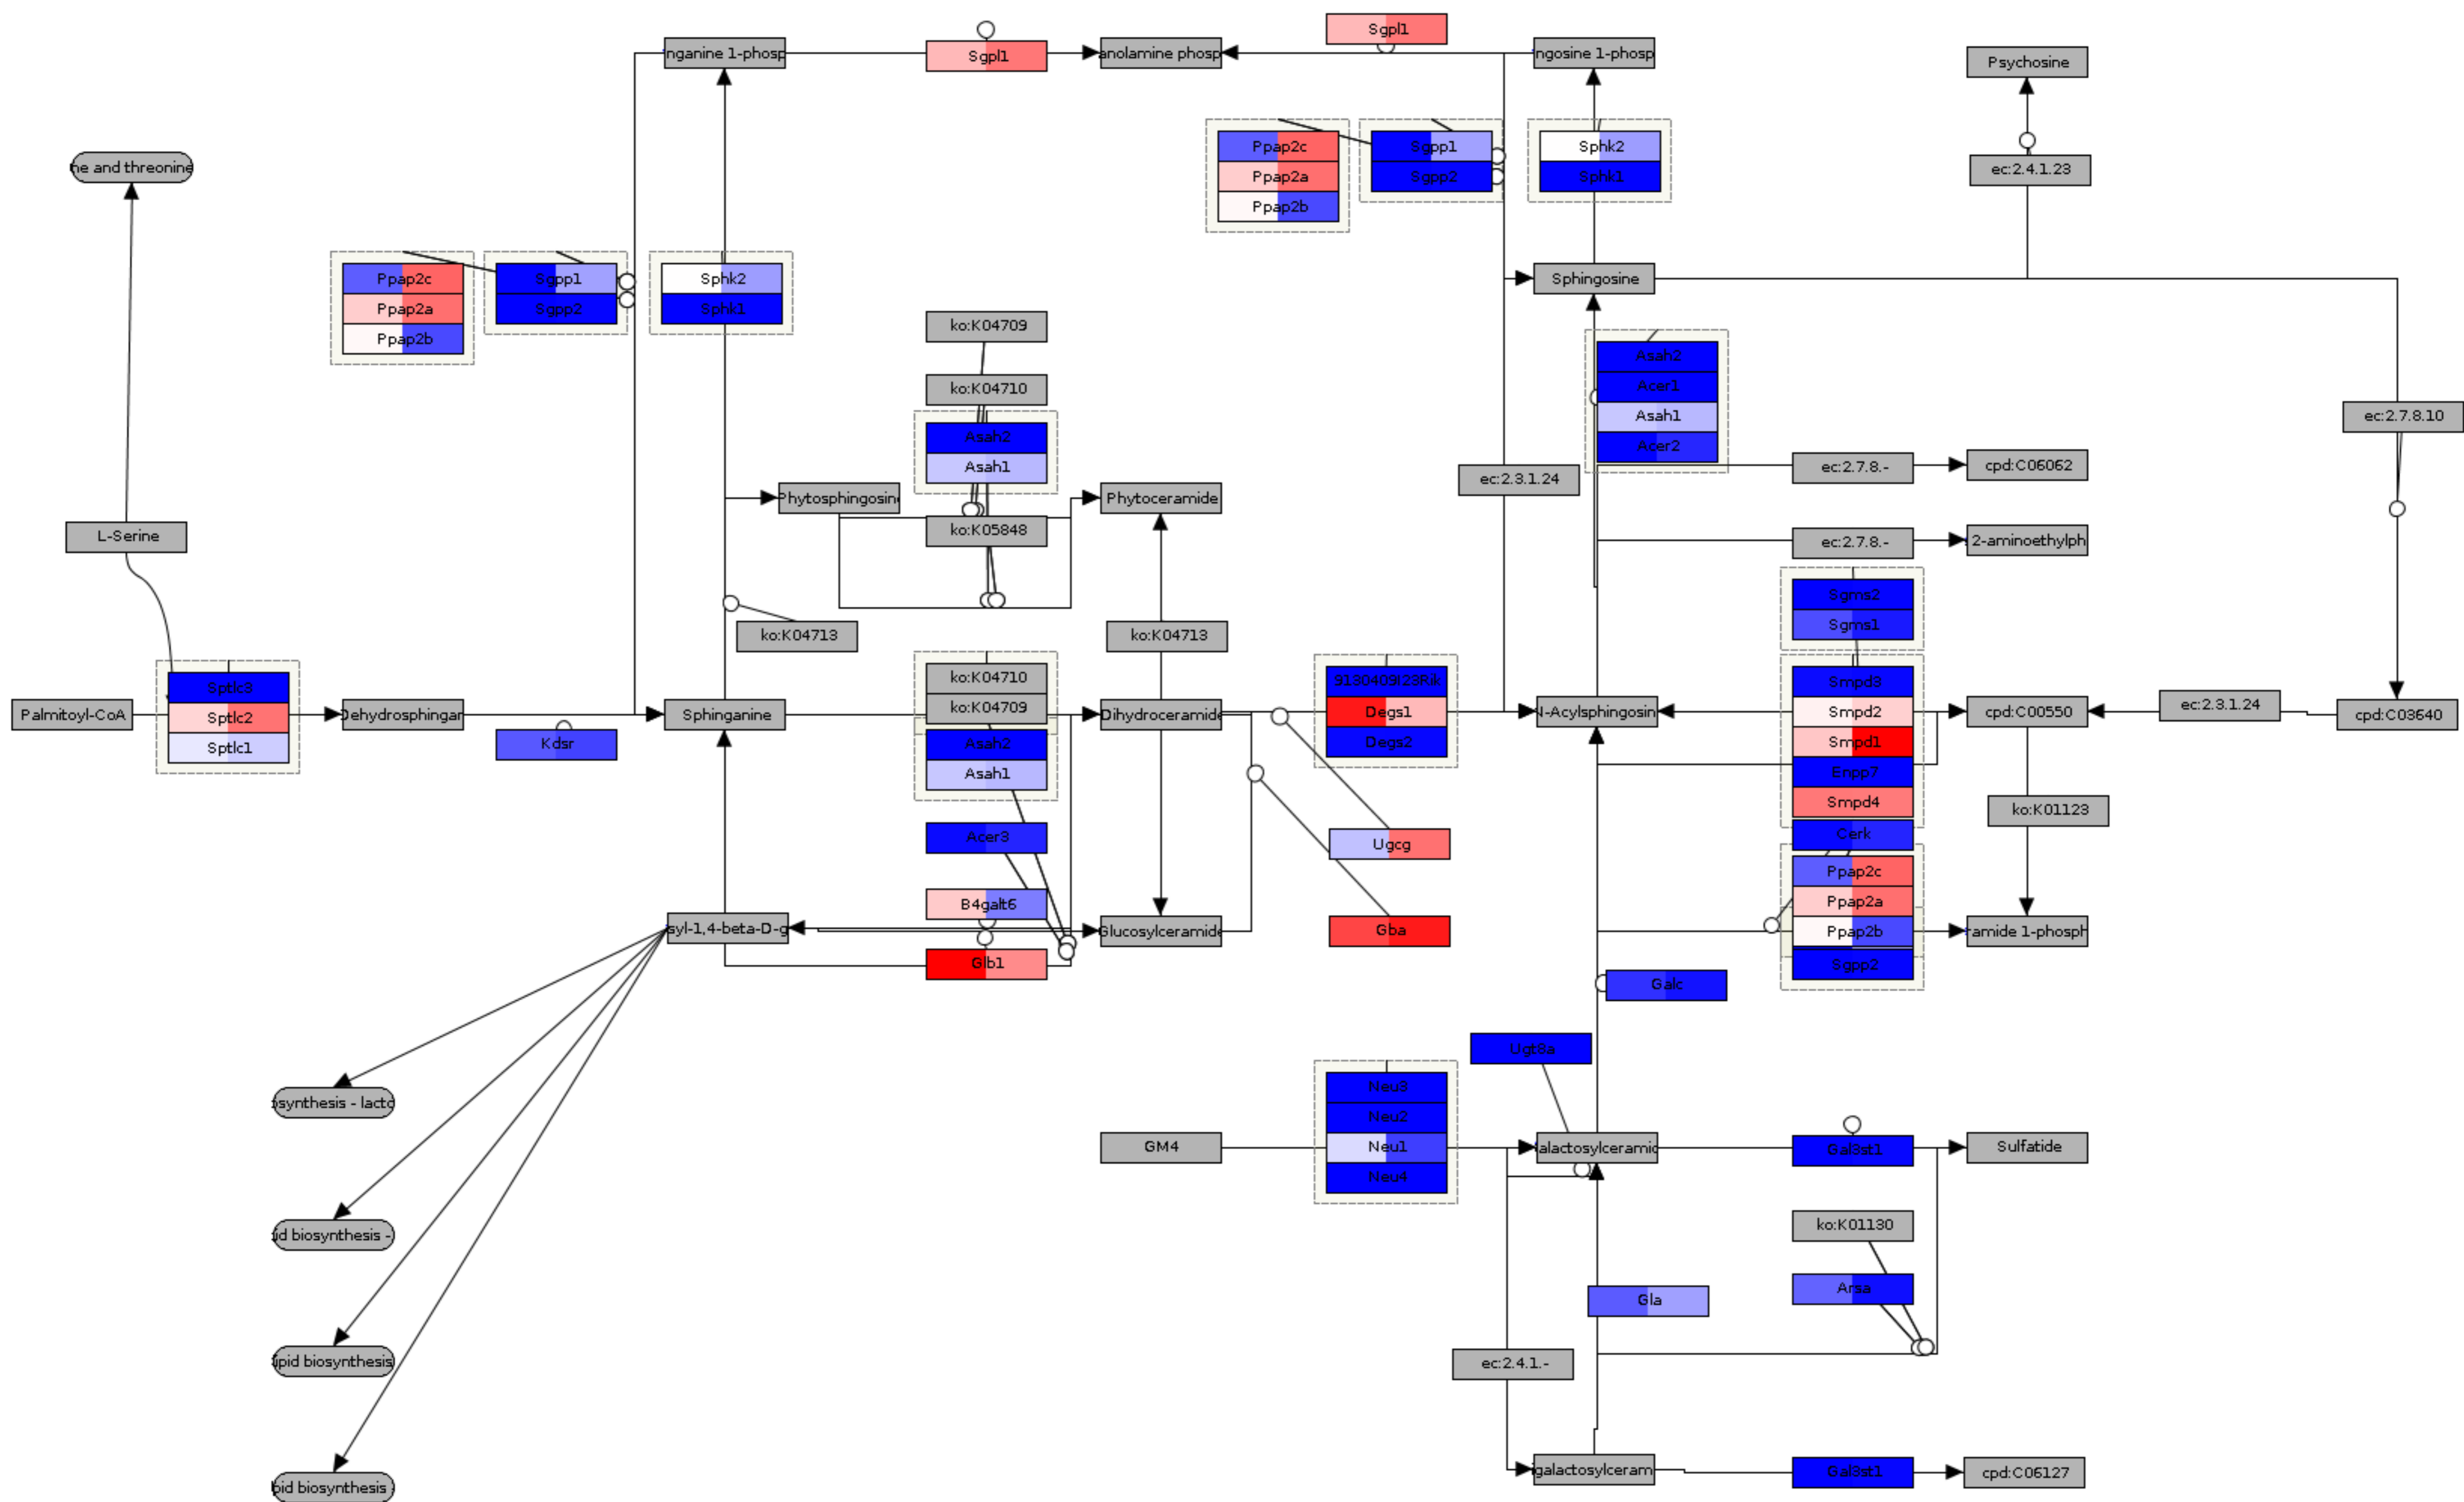 Sgpl1
nganine 1-phosp
Sgpl1
anolamine phosp
ngosine 1-phosp
Psychosine
ne and threonine
Ppap2c
Ppap2a
Ppap2b
Sgpp1
Sgpp2
Sphk2
Sphk1
ec:2.4.1.23
Ppap2c
Ppap2a
Ppap2b
Sgpp1
Sgpp2
Sphk2
Sphk1
Sphingosine
ko:K04709
ko:K04710
Asah2
Asah1
Asah2
Acer1
Asah1
Acer2
ec:2.7.8.10
ec:2.3.1.24
ec:2.7.8.-
cpd:C06062
Phytosphingosin
Phytoceramide
ko:K05848
L-Serine
ec:2.7.8.-
2-aminoethylph
Sgms2
Sgms1
ko:K04713
ko:K04713
Sptlc3
Sptlc2
Sptlc1
Palmitoyl-CoA
Dehydrosphingan
Kdsr
Sphinganine
ko:K04710
ko:K04709
Asah2
Asah1
Dihydroceramide
9130409I23Rik
Degs1
Degs2
N-Acylsphingosin
Smpd3
Smpd2
Smpd1
Enpp7
Smpd4
cpd:C00550
ec:2.3.1.24
cpd:C03640
ko:K01123
Acer3
Ugcg
Cerk
Ppap2c
Ppap2a
Ppap2b
Sgpp2
B4galt6
syl-1,4-beta-D-g
Glucosylceramide
Gba
amide 1-phosph
Glb1
Galc
Ugt8a
Neu3
Neu2
Neu1
Neu4
osynthesis - lacto
GM4
alactosylceramic
Gal3st1
Sulfatide
id biosynthesis -
ko:K01130
Gla
Arsa
ipid biosynthesis
ec:2.4.1.-
galactosylceram
Gal3st1
cpd:C06127
pid biosynthesis